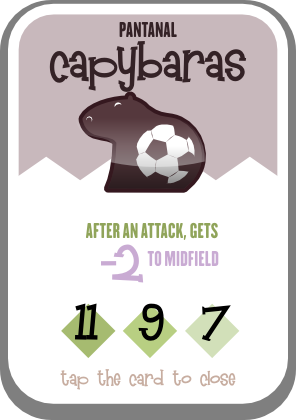 PANTANAL
capybaras
AFTER AN ATTACK, GETS
-2 TO MIDFIELD
11 9 7
tap the card to close